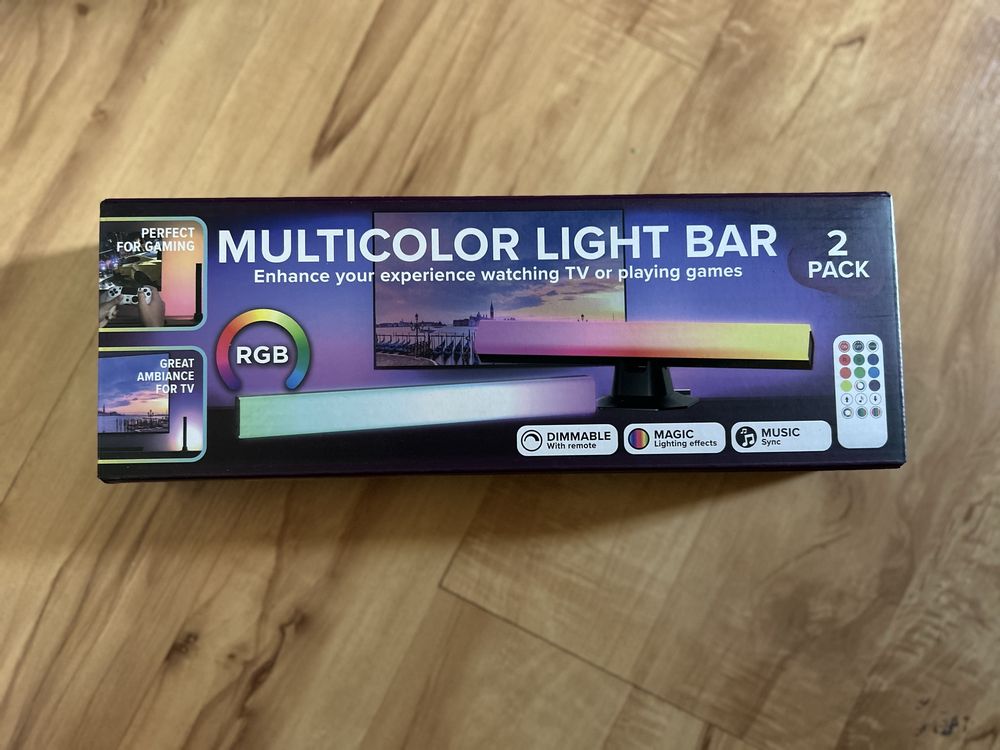 PERFECT
FOR GAMING
MULTICOLOR LIGHT BAR
Enhance your experience watching TV or playing games
2
PACK
RGB
GREAT
AMBIANCE
FOR TV
DIMMABLE
With remote
MAGIC
Lighting effects
MUSIC
Sync